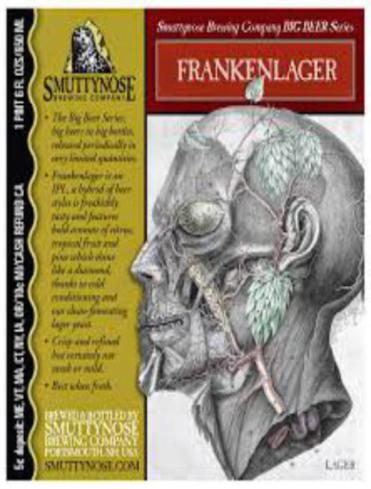 Smuttynose Brewing Company BIG BEER Series
FRANKENLAGER
SMUTTYNOSE
BREWING COMPANY
• The Big Beer Series:
big beers in big bottles,
released periodically in
very limited quantities.
• Frankenlager is an
IPL, a hybrid of beer
styles is freakishly
tasty and features
bold aromas of citrus,
tropical fruit and
pine which shine
like a diamond,
thanks to cold
conditioning and
our clean-fermenting
lager yeast.
• Crisp and refined
but certainly not
weak or mild.
• Best when fresh.
BREWED & BOTTLED BY
SMUTTYNOSE
BREWING COMPANY
PORTSMOUTH, NH USA
SMUTTYNOSE.COM
LAGER
1 PINT 6 FL OZS/650 ML
5¢ deposit: ME, VT, MA, CT, NY, IA, OR/10¢ MI/CASH REFUND CA